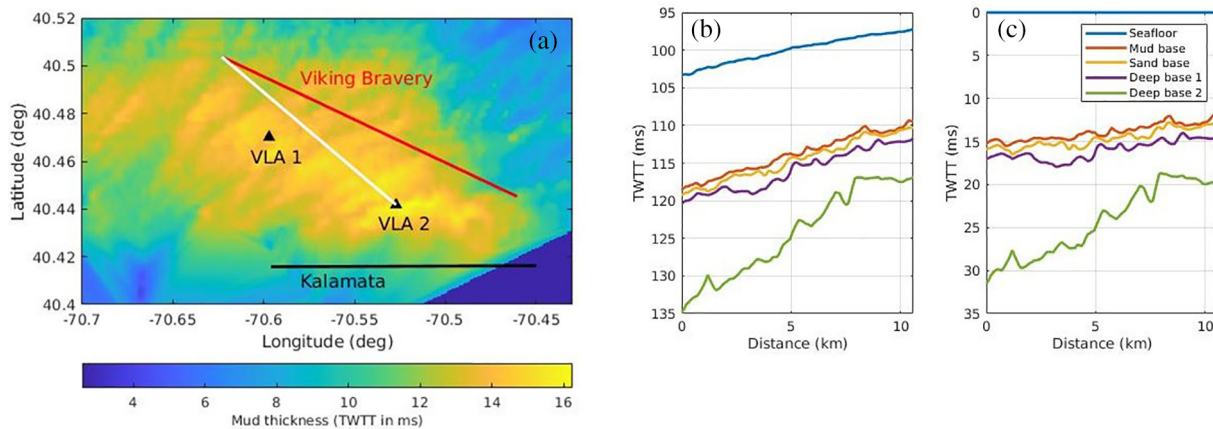 40.52
40.5
40.48
40.46
40.44
40.42
40.4
Latitude (deg)
(a)
Viking Bravery
VLA 1
VLA 2
Kalamata
-70.7
-70.65
-70.6
-70.55
-70.5
-70.45
Longitude (deg)
4
6
8
10
12
14
16
Mud thickness (TWTT in ms)
95
100
105
110
115
120
125
130
135
TWTT (ms)
(b)
0
5
10
Distance (km)
0
5
10
15
20
25
30
35
TWTT (ms)
(c)
Seafloor
Mud base
Sand base
Deep base 1
Deep base 2
0
5
10
Distance (km)